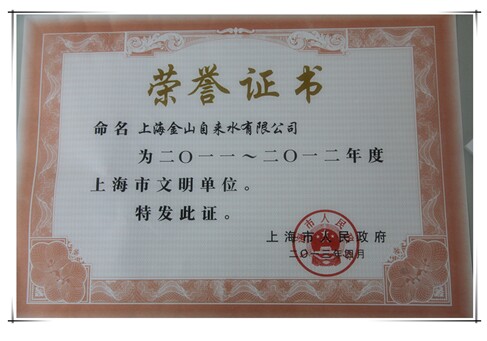 荣誉证书
命名 上海金山自来水有限公司
为二〇一一～二〇一二年度
上海市文明单位。
特发此证。
上海市人民政府
二〇一三年四月